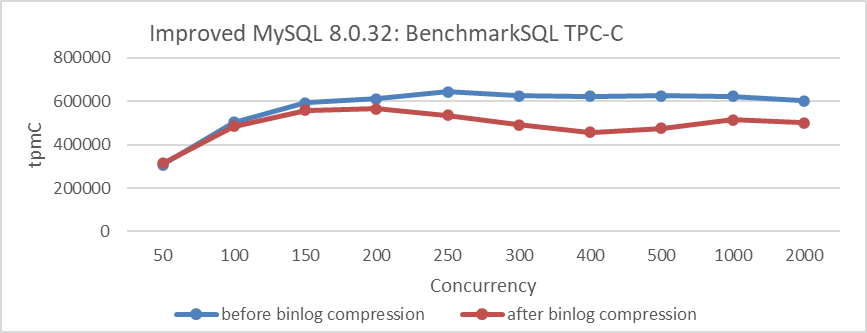 Improved MySQL 8.0.32: BenchmarkSQL TPC-C
800000
600000
400000
200000
0
tpmC
50 100 150 200 250 300 400 500 1000 2000
Concurrency
before binlog compression after binlog compression